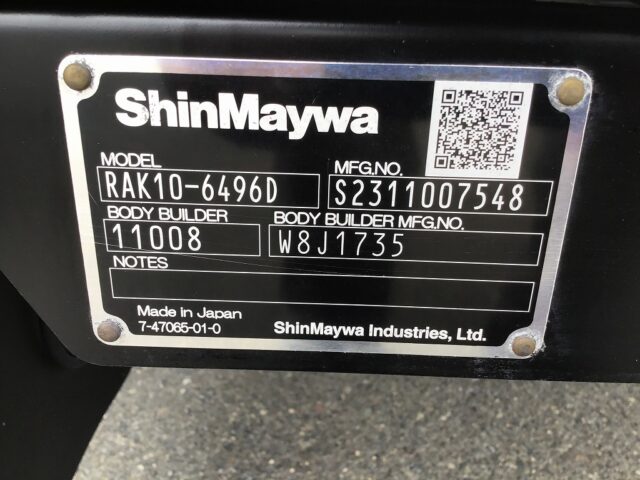 ShinMaywa
MODEL MFG.NO.
RAK10-6496D S2311007548
BODY BUILDER BODY BUILDER MFG.NO.
11008 W8J1735
NOTES
Made in Japan
7-47065-01-0 ShinMaywa Industries, Ltd.